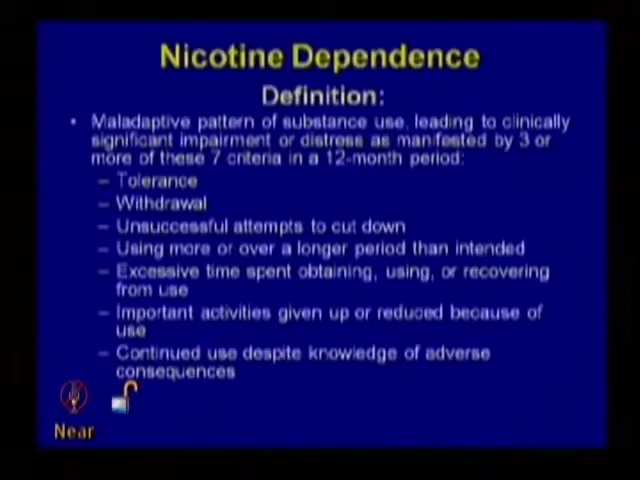 Nicotine Dependence
Definition:
• Maladaptive pattern of substance use, leading to clinically
significant impairment or distress as manifested by 3 or
more of these 7 criteria in a 12-month period:
– Tolerance
– Withdrawal
– Unsuccessful attempts to cut down
– Using more or over a longer period than intended
– Excessive time spent obtaining, using, or recovering
from use
– Important activities given up or reduced because of
use
– Continued use despite knowledge of adverse
consequences
Near